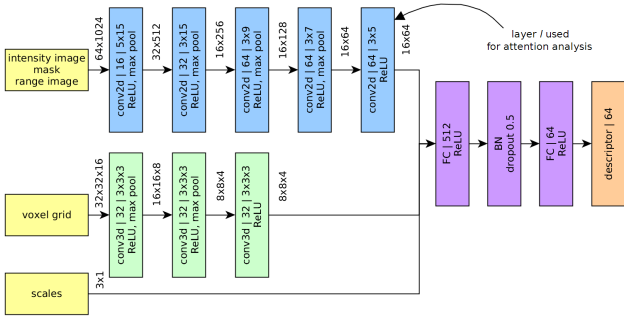 intensity image
mask
range image
64x1024
conv2d | 16 | 5x15
ReLU, max pool
32x512
conv2d | 32 | 3x15
ReLU, max pool
16x256
conv2d | 64 | 3x9
ReLU, max pool
16x128
conv2d | 64 | 3x7
ReLU, max pool
16x64
conv2d | 64 | 3x5
ReLU
16x64
layer l used
for attention analysis
voxel grid
32x32x16
conv3d | 32 | 3x3x3
ReLU, max pool
16x16x8
conv3d | 32 | 3x3x3
ReLU, max pool
8x8x4
conv3d | 32 | 3x3x3
ReLU
8x8x4
scales
3x1
FC | 512
ReLU
BN
dropout 0.5
FC | 64
ReLU
descriptor | 64